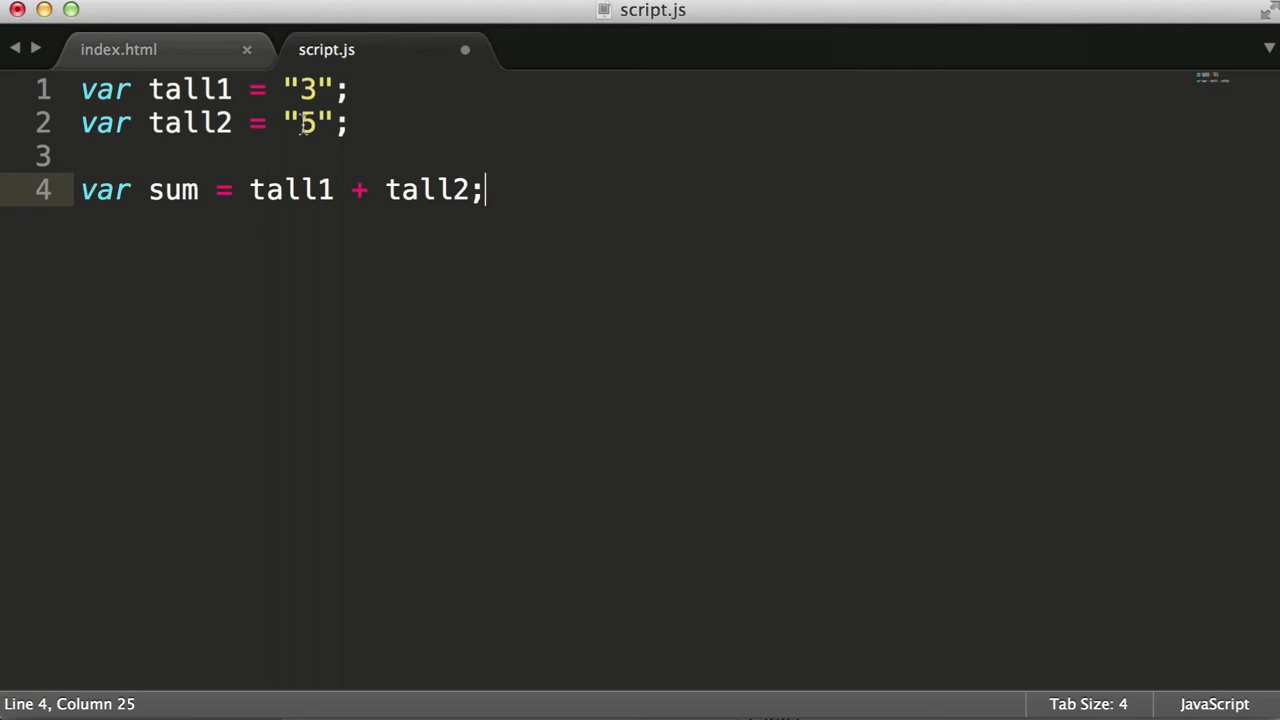 script.js
index.html × script.js
1 var tall1 = "3";
2 var tall2 = "5";
3
4 var sum = tall1 + tall2;
Line 4, Column 25 Tab Size: 4 JavaScript